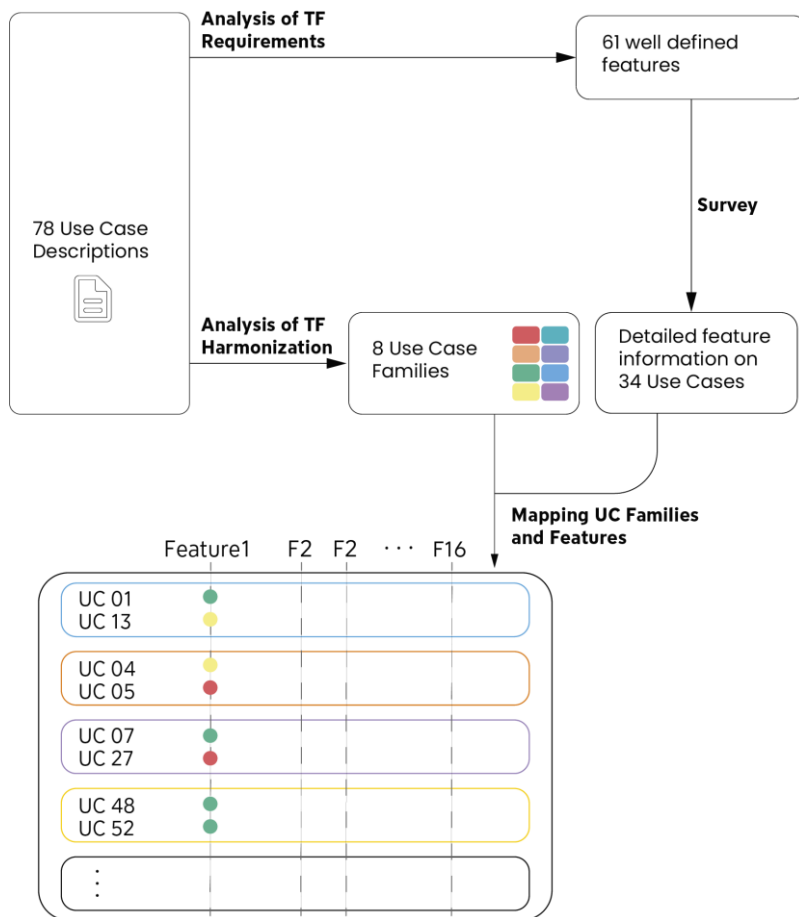 Analysis of TF
Requirements
61 well defined
features
Survey
78 Use Case
Descriptions
Analysis of TF
Harmonization
8 Use Case
Families
Detailed feature
information on
34 Use Cases
Mapping UC Families
and Features
Feature1 F2 F2 ··· F16
UC 01
UC 13
UC 04
UC 05
UC 07
UC 27
UC 48
UC 52
⋮